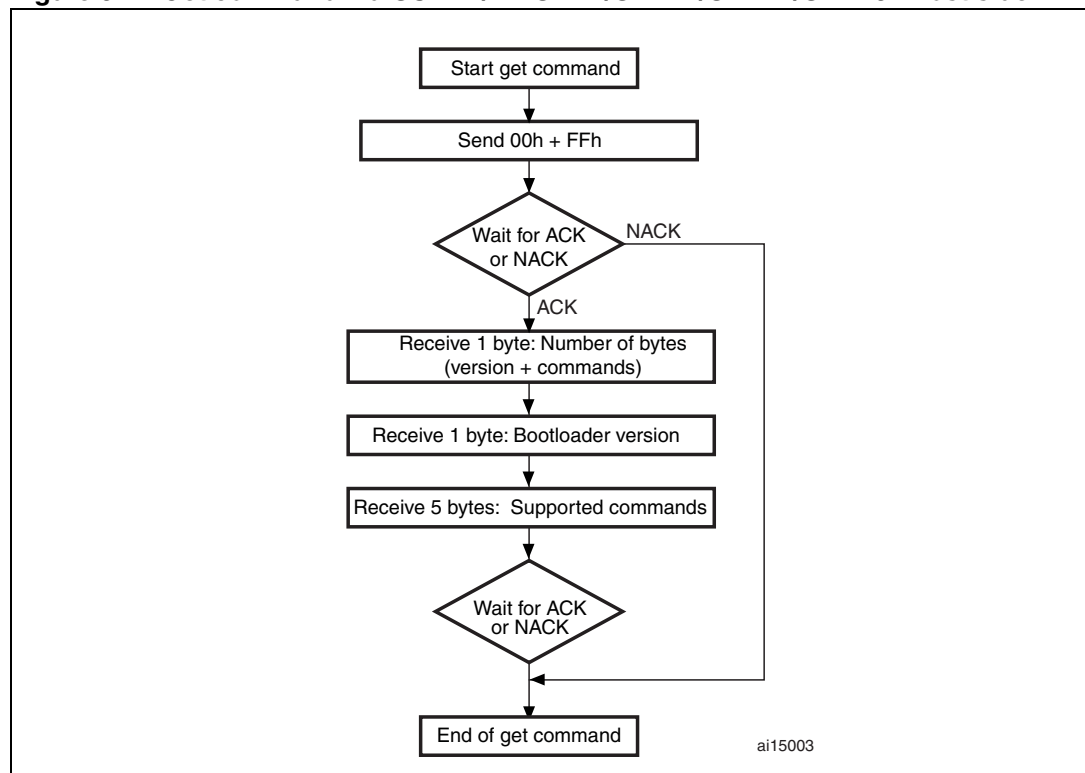 Start get command
Send 00h + FFh
Wait for ACK
or NACK
NACK
ACK
Receive 1 byte: Number of bytes
(version + commands)
Receive 1 byte: Bootloader version
Receive 5 bytes: Supported commands
Wait for ACK
or NACK
End of get command
ai15003